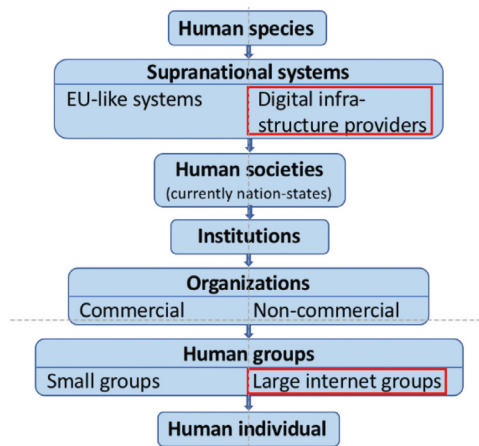 Human species
Supranational systems
EU-like systems
Digital infra-
structure providers
Human societies
(currently nation-states)
Institutions
Organizations
Commercial
Non-commercial
Human groups
Small groups
Large internet groups
Human individual